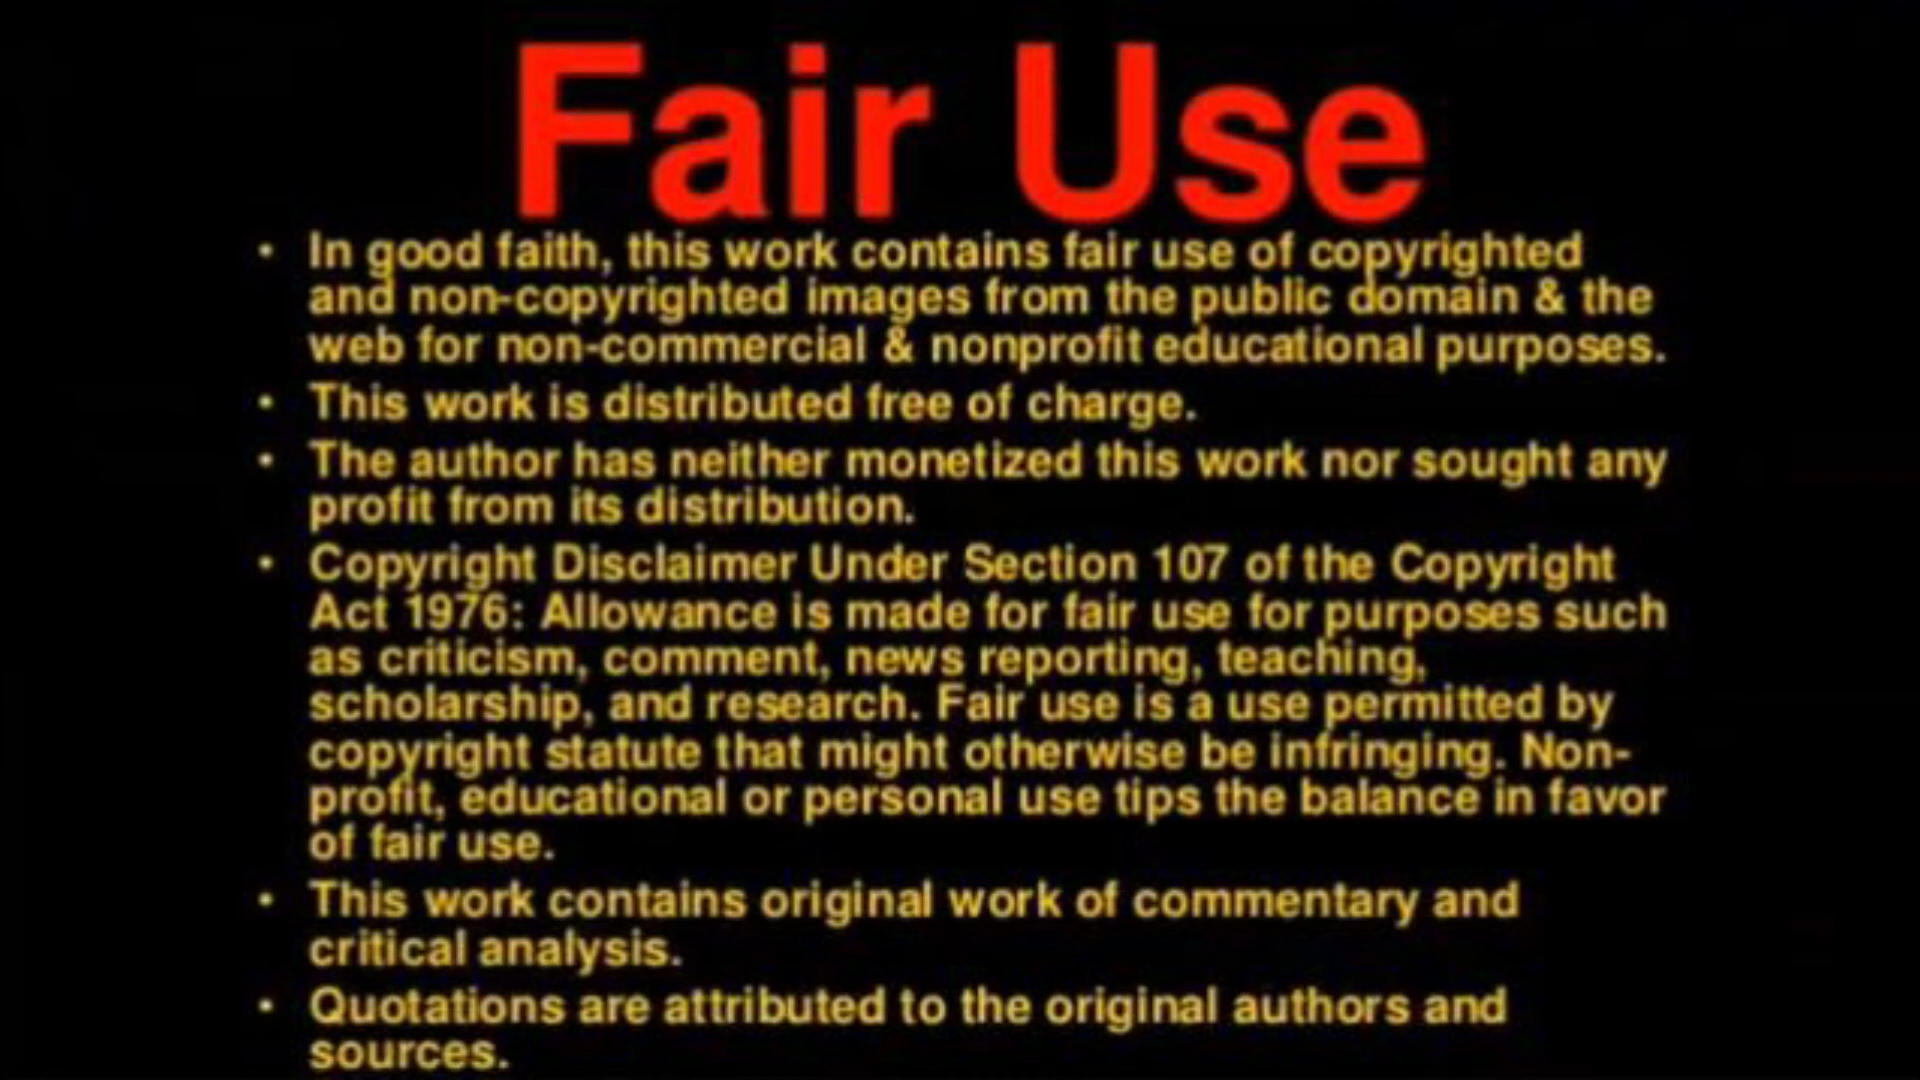 Fair Use
• In good faith, this work contains fair use of copyrighted
and non-copyrighted images from the public domain & the
web for non-commercial & nonprofit educational purposes.
• This work is distributed free of charge.
• The author has neither monetized this work nor sought any
profit from its distribution.
• Copyright Disclaimer Under Section 107 of the Copyright
Act 1976: Allowance is made for fair use for purposes such
as criticism, comment, news reporting, teaching,
scholarship, and research. Fair use is a use permitted by
copyright statute that might otherwise be infringing. Non-
profit, educational or personal use tips the balance in favor
of fair use.
• This work contains original work of commentary and
critical analysis.
• Quotations are attributed to the original authors and
sources.